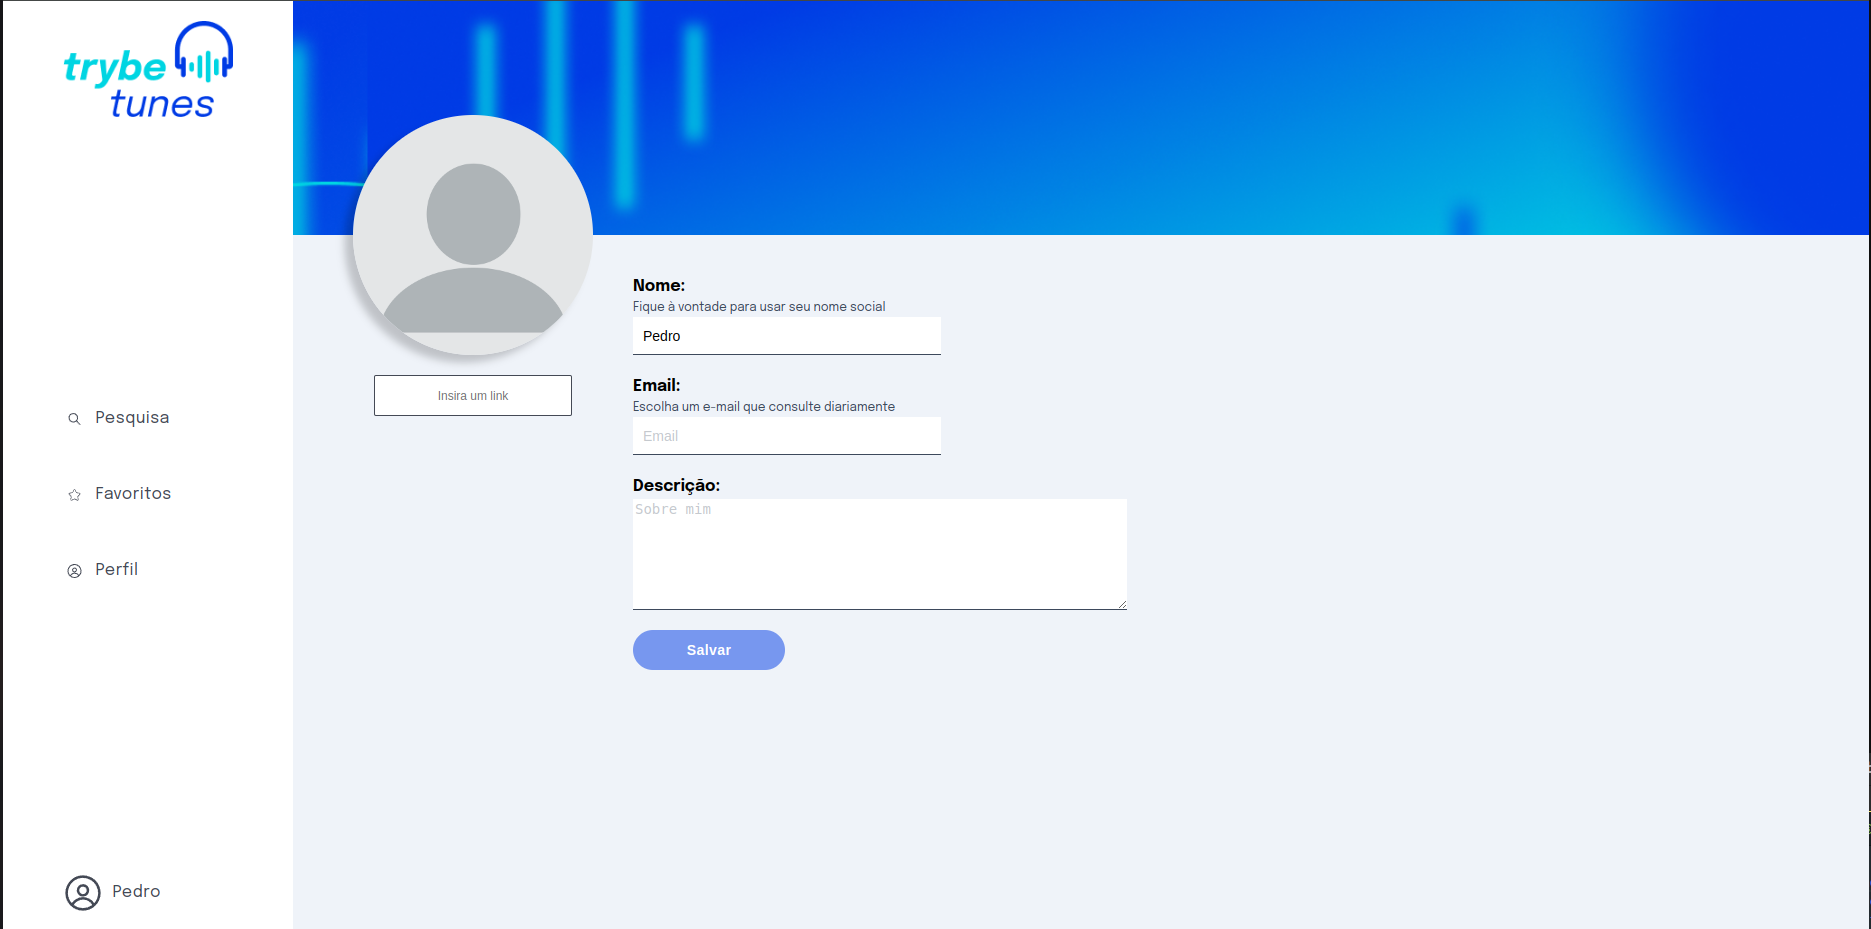 trybe
tunes
Pesquisa
Favoritos
Perfil
Pedro
Insira um link
Nome:
Fique à vontade para usar seu nome social
Pedro
Email:
Escolha um e-mail que consulte diariamente
Email
Descrição:
Sobre mim
Salvar